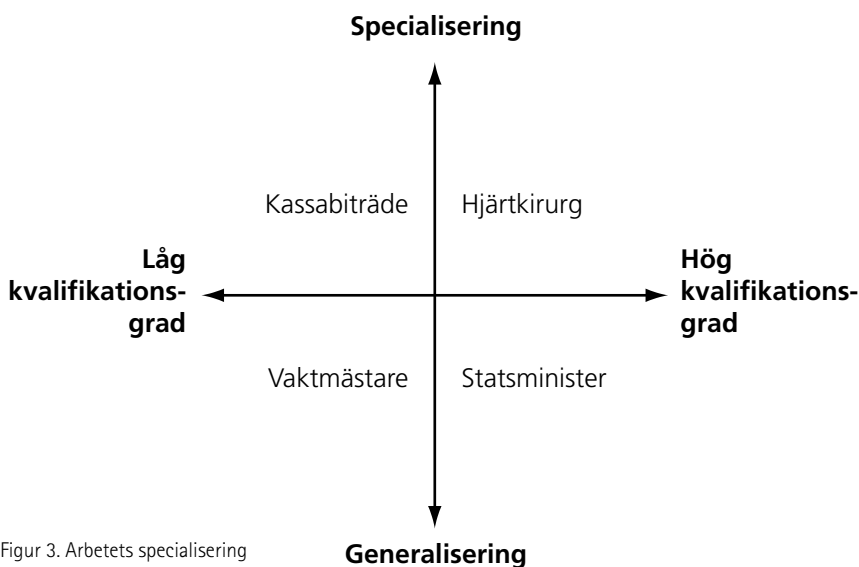 Specialisering
Kassabiträde
Hjärtkirurg
Låg
kvalifikations-
grad
Hög
kvalifikations-
grad
Vaktmästare
Statsminister
Figur 3. Arbetets specialisering
Generalisering